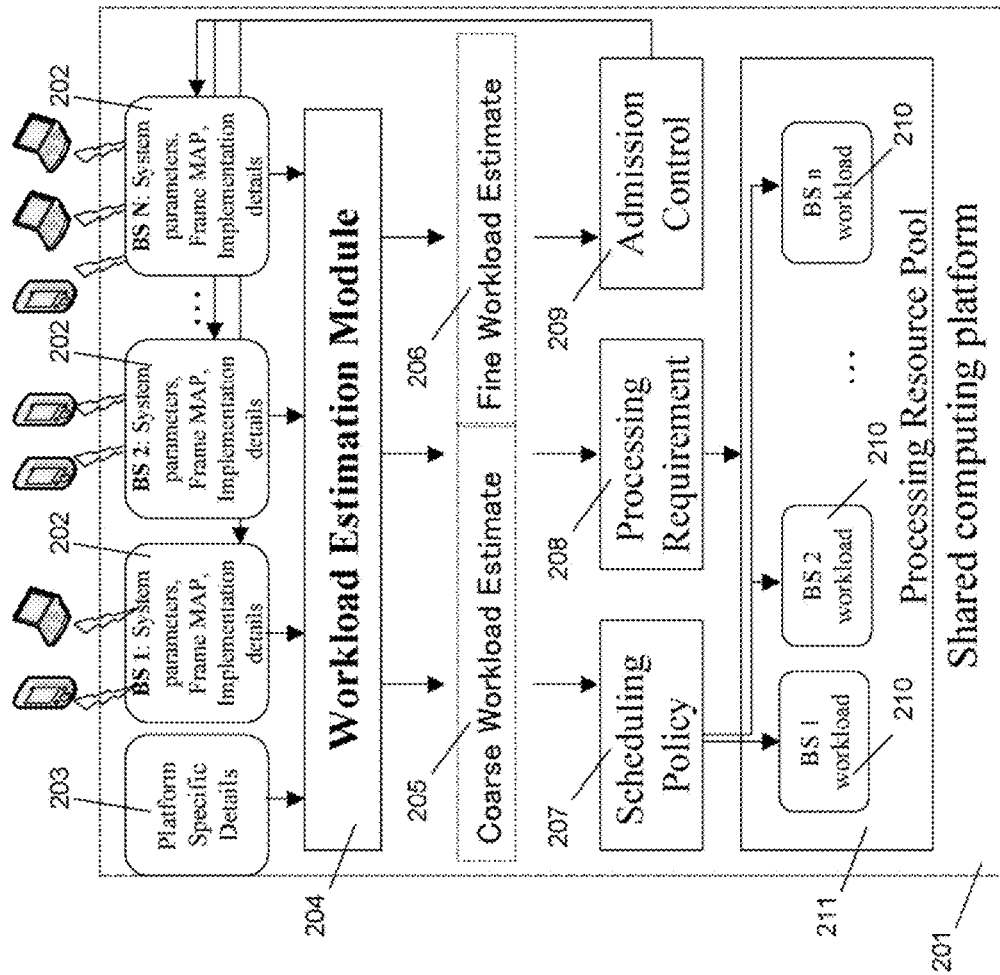 203
202
202
202
Platform
Specific
Details
BS 1: System
parameters,
Frame MAP,
Implementation
details
BS 2: System
parameters,
Frame MAP,
Implementation
details
...
BS N: System
parameters,
Frame MAP,
Implementation
details
Workload Estimation Module
204
205
206
Coarse Workload Estimate
Fine Workload Estimate
207
208
209
Scheduling
Policy
Processing
Requirement
Admission
Control
BS 1
workload
BS 2
workload
...
BS n
workload
210
210
210
Processing Resource Pool
211
Shared computing platform
201